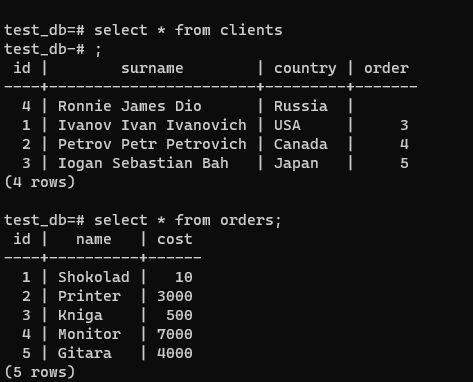 test_db=# select * from clients
test_db-# ;
 id |        surname         | country | order
----+------------------------+---------+-------
  4 | Ronnie James Dio       | Russia  |
  1 | Ivanov Ivan Ivanovich  | USA     |     3
  2 | Petrov Petr Petrovich  | Canada  |     4
  3 | Iogan Sebastian Bah    | Japan   |     5
(4 rows)

test_db=# select * from orders;
 id |   name   | cost
----+----------+------
  1 | Shokolad |   10
  2 | Printer  | 3000
  3 | Kniga    |  500
  4 | Monitor  | 7000
  5 | Gitara   | 4000
(5 rows)